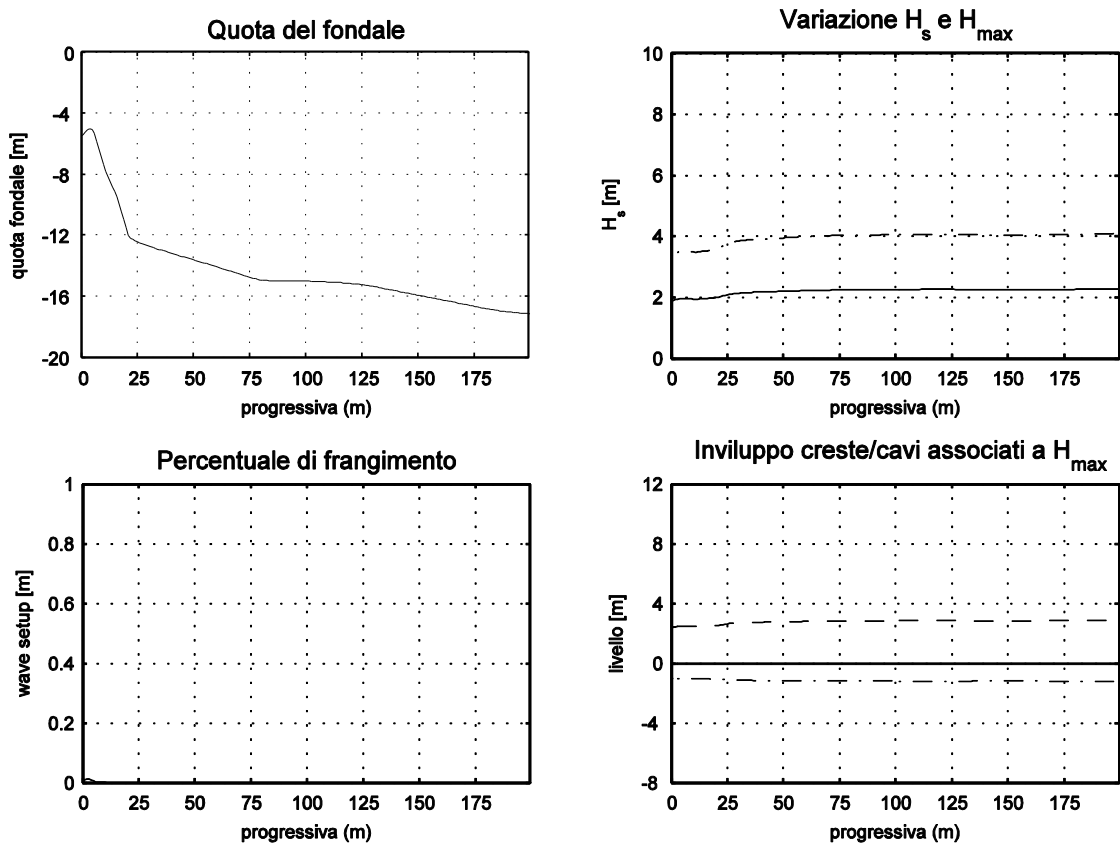 Quota del fondale
-0
-4
-8
-12
-16
-20
quota fondale [m]
0 25 50 75 100 125 150 175
progressiva (m)
Variazione H_s e H_max
10
8
6
4
2
0
H_s [m]
0 25 50 75 100 125 150 175
progressiva (m)
Percentuale di frangimento
1
0.8
0.6
0.4
0.2
0
wave setup [m]
0 25 50 75 100 125 150 175
progressiva (m)
Inviluppo creste/cavi associati a H_max
12
8
4
0
-4
-8
livello [m]
0 25 50 75 100 125 150 175
progressiva (m)